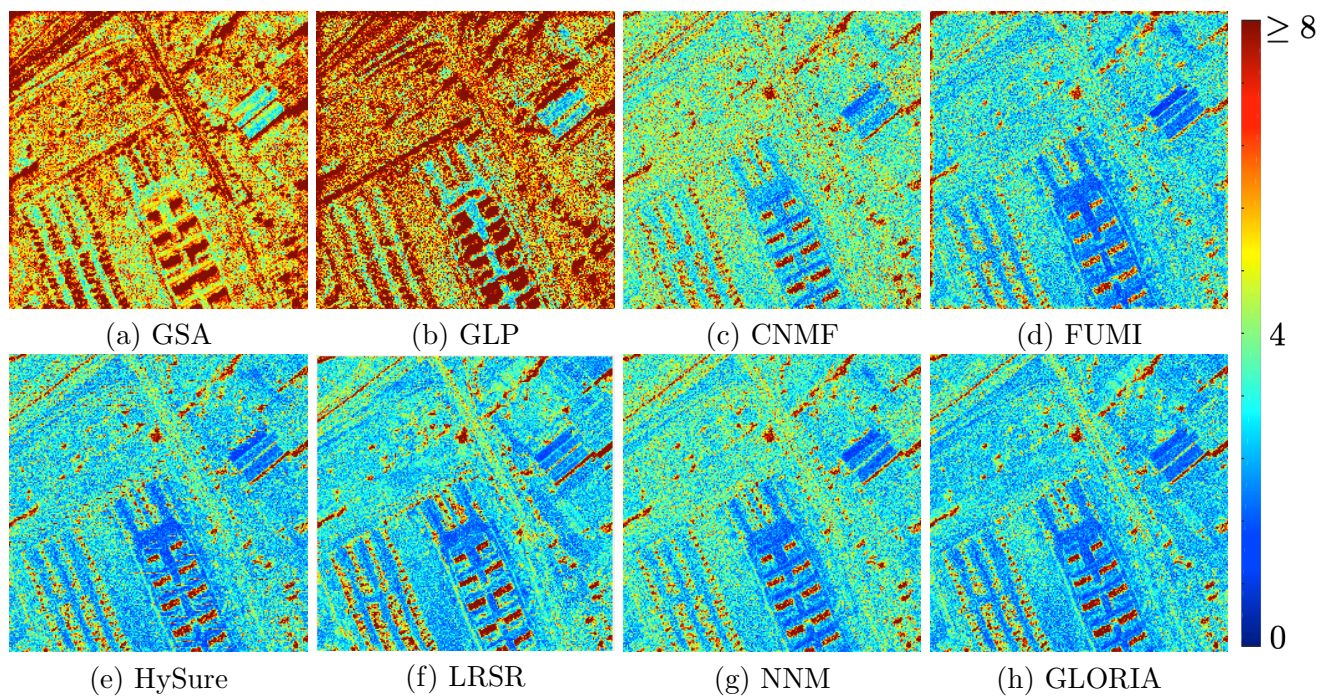 ≥ 8
(a) GSA
(b) GLP
(c) CNMF
(d) FUMI
4
(e) HySure
(f) LRSR
(g) NNM
(h) GLORIA
0